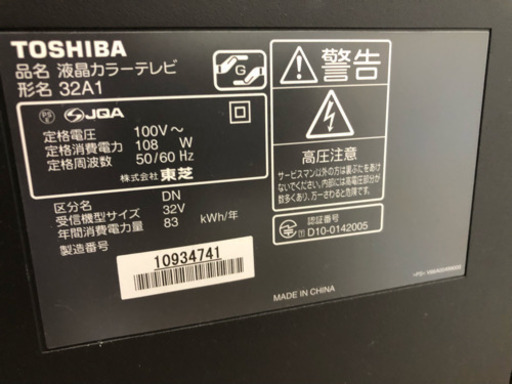 TOSHIBA
品名 液晶カラーテレビ
形名 32A1
G
PS
E
JQA
定格電圧 100V～
定格消費電力 108 W
定格周波数 50/60 Hz
株式会社 東芝
区分名 DN
受信機型サイズ 32V
年間消費電力量 83 kWh/年
製造番号
10934741
警告
高圧注意
サービスマン以外の方は裏ぶたをあけ
ないでください。内部には高電圧部分が
数多くあり、万一さわると危険です。
認証番号
D10-0142005
MADE IN CHINA